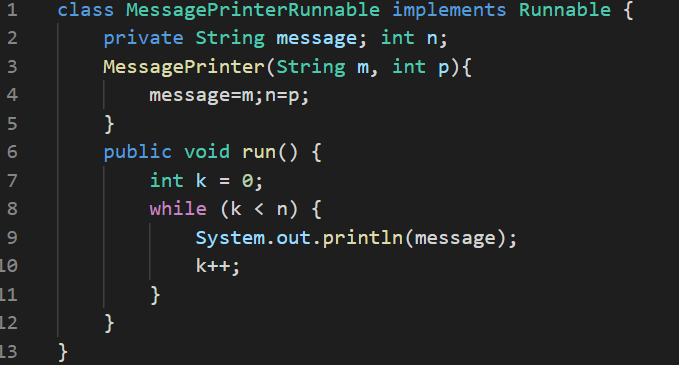 1 class MessagePrinterRunnable implements Runnable {
2 private String message; int n;
3 MessagePrinter(String m, int p){
4 message=m;n=p;
5 }
6 public void run() {
7 int k = 0;
8 while (k < n) {
9 System.out.println(message);
10 k++;
11 }
12 }
13 }